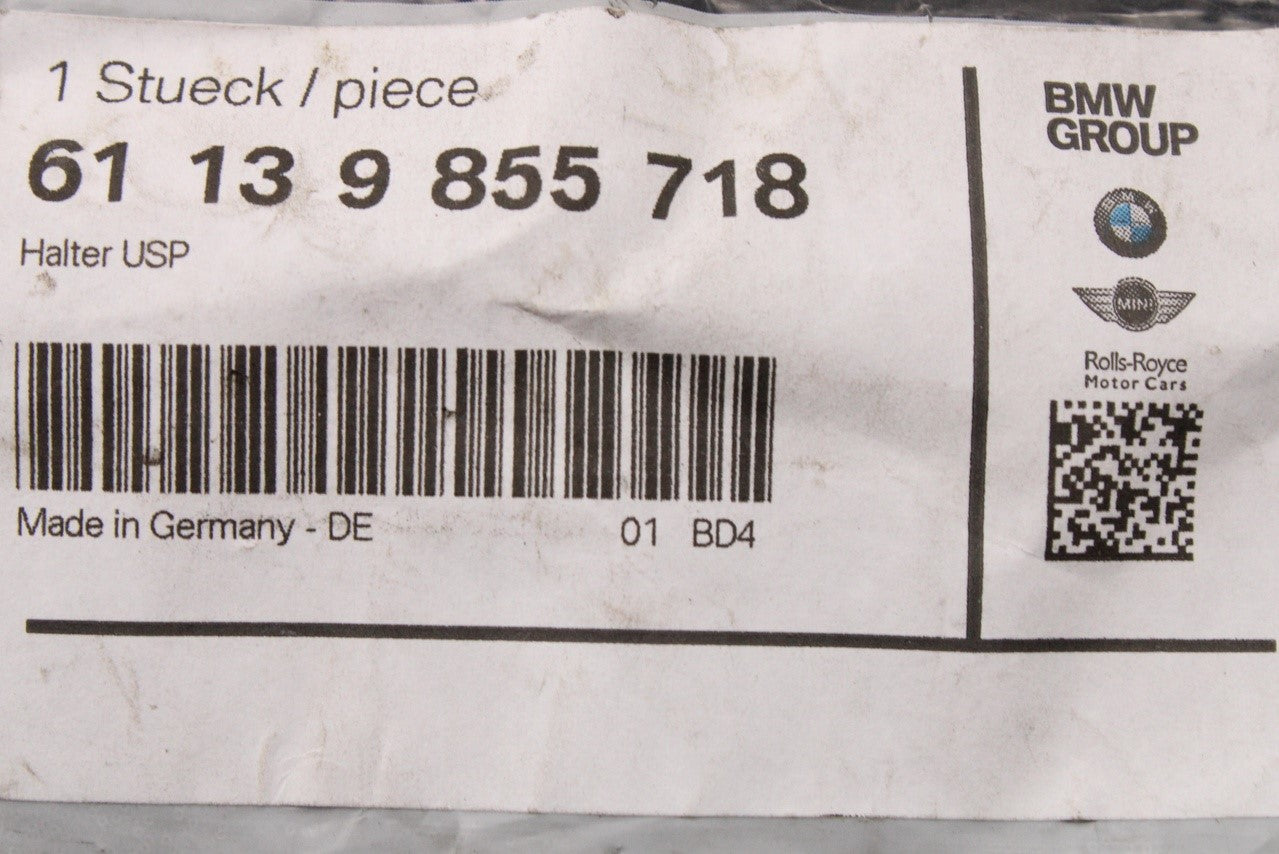 1 Stueck / piece
61 13 9 855 718
Halter USP
Made in Germany - DE
01 BD4
BMW
GROUP
BMW
MINI
Rolls-Royce
Motor Cars